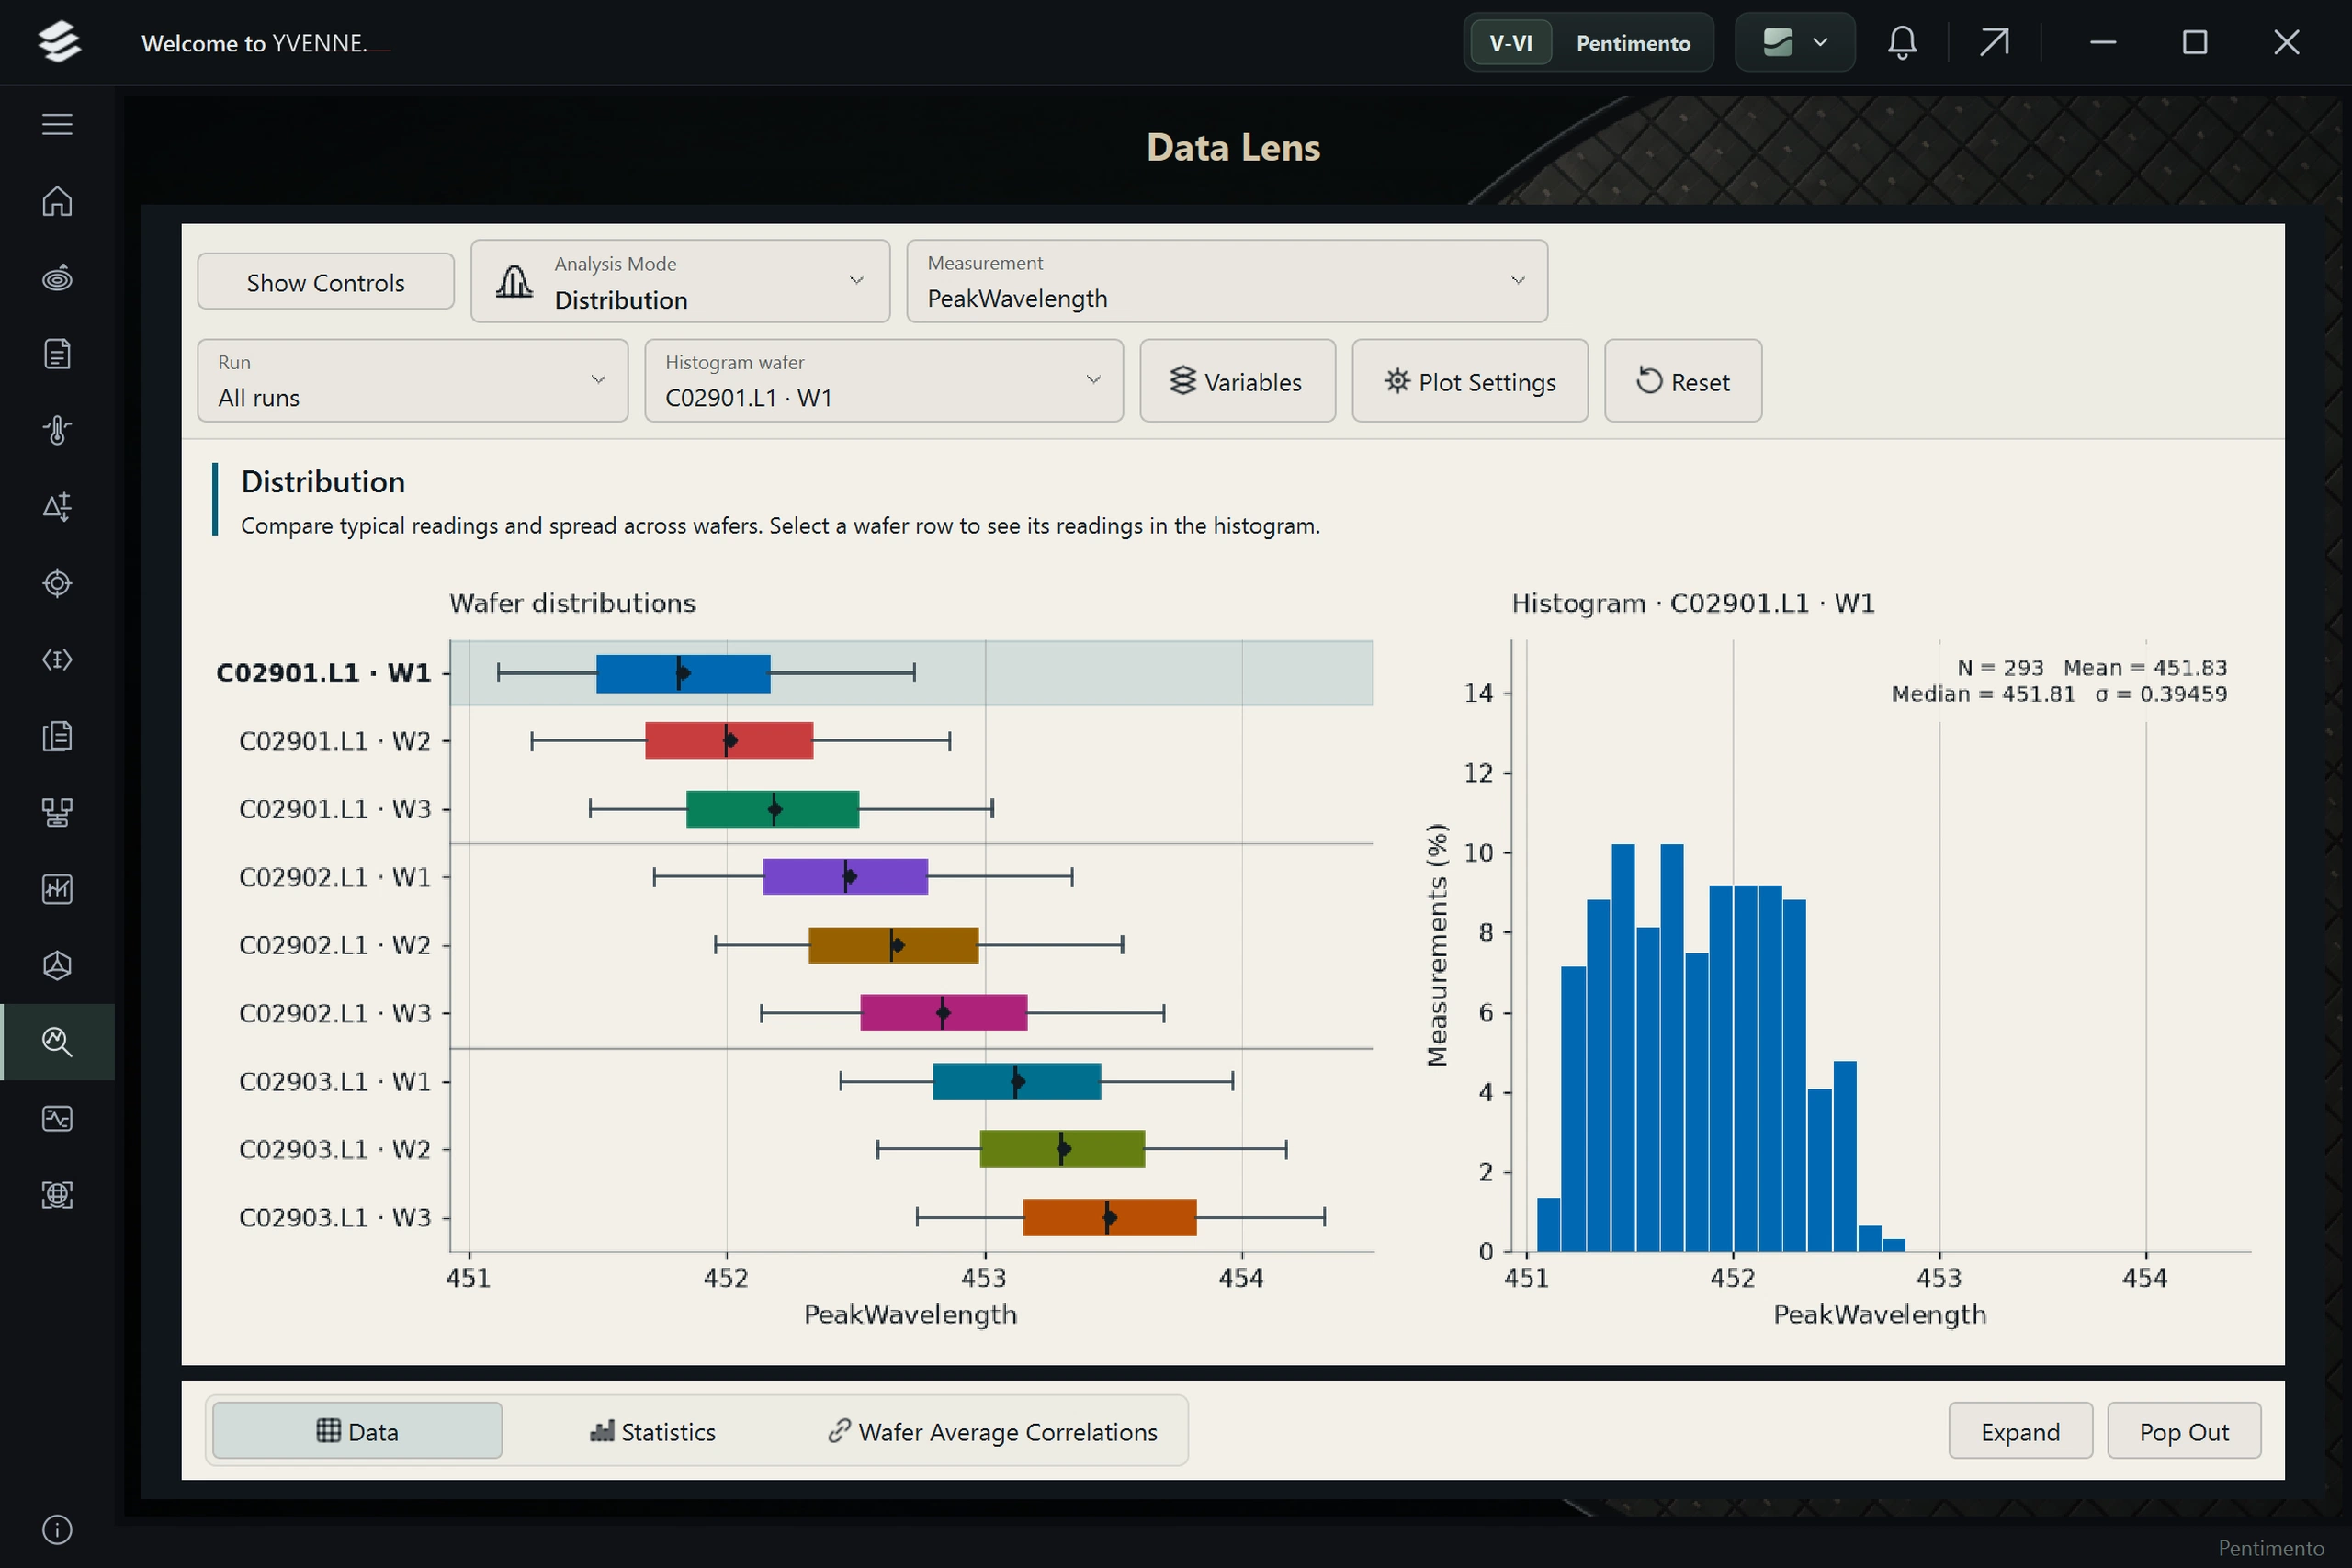 Welcome to YVENNE.
V-VI Pentimento
Data Lens
Show Controls
Analysis Mode
Distribution
Measurement
PeakWavelength
Run
All runs
Histogram wafer
C02901.L1 · W1
Variables
Plot Settings
Reset
Distribution
Compare typical readings and spread across wafers. Select a wafer row to see its readings in the histogram.
Wafer distributions
C02901.L1 · W1
C02901.L1 · W2
C02901.L1 · W3
C02902.L1 · W1
C02902.L1 · W2
C02902.L1 · W3
C02903.L1 · W1
C02903.L1 · W2
C02903.L1 · W3
451 452 453 454
PeakWavelength
Histogram · C02901.L1 · W1
N = 293 Mean = 451.83
Median = 451.81 σ = 0.39459
Measurements (%)
14
12
10
8
6
4
2
0
451 452 453 454
PeakWavelength
Data
Statistics
Wafer Average Correlations
Expand
Pop Out
Pentimento